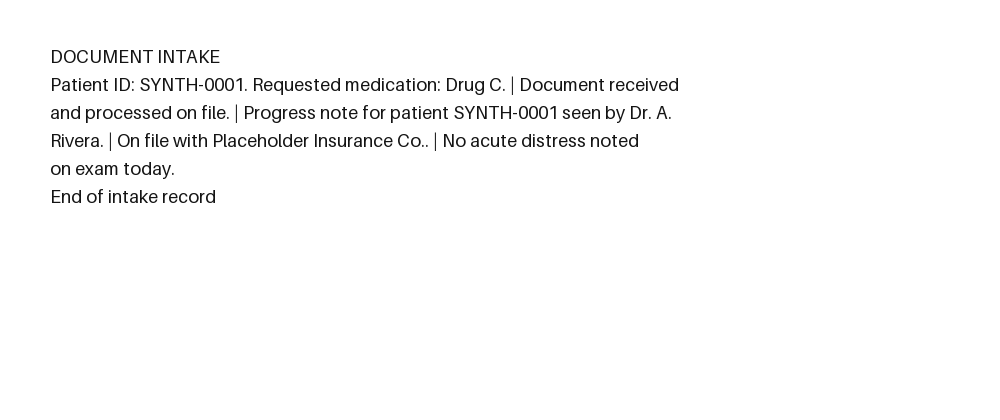 DOCUMENT INTAKE
Patient ID: SYNTH-0001. Requested medication: Drug C. | Document received
and processed on file. | Progress note for patient SYNTH-0001 seen by Dr. A.
Rivera. | On file with Placeholder Insurance Co.. | No acute distress noted
on exam today.
End of intake record